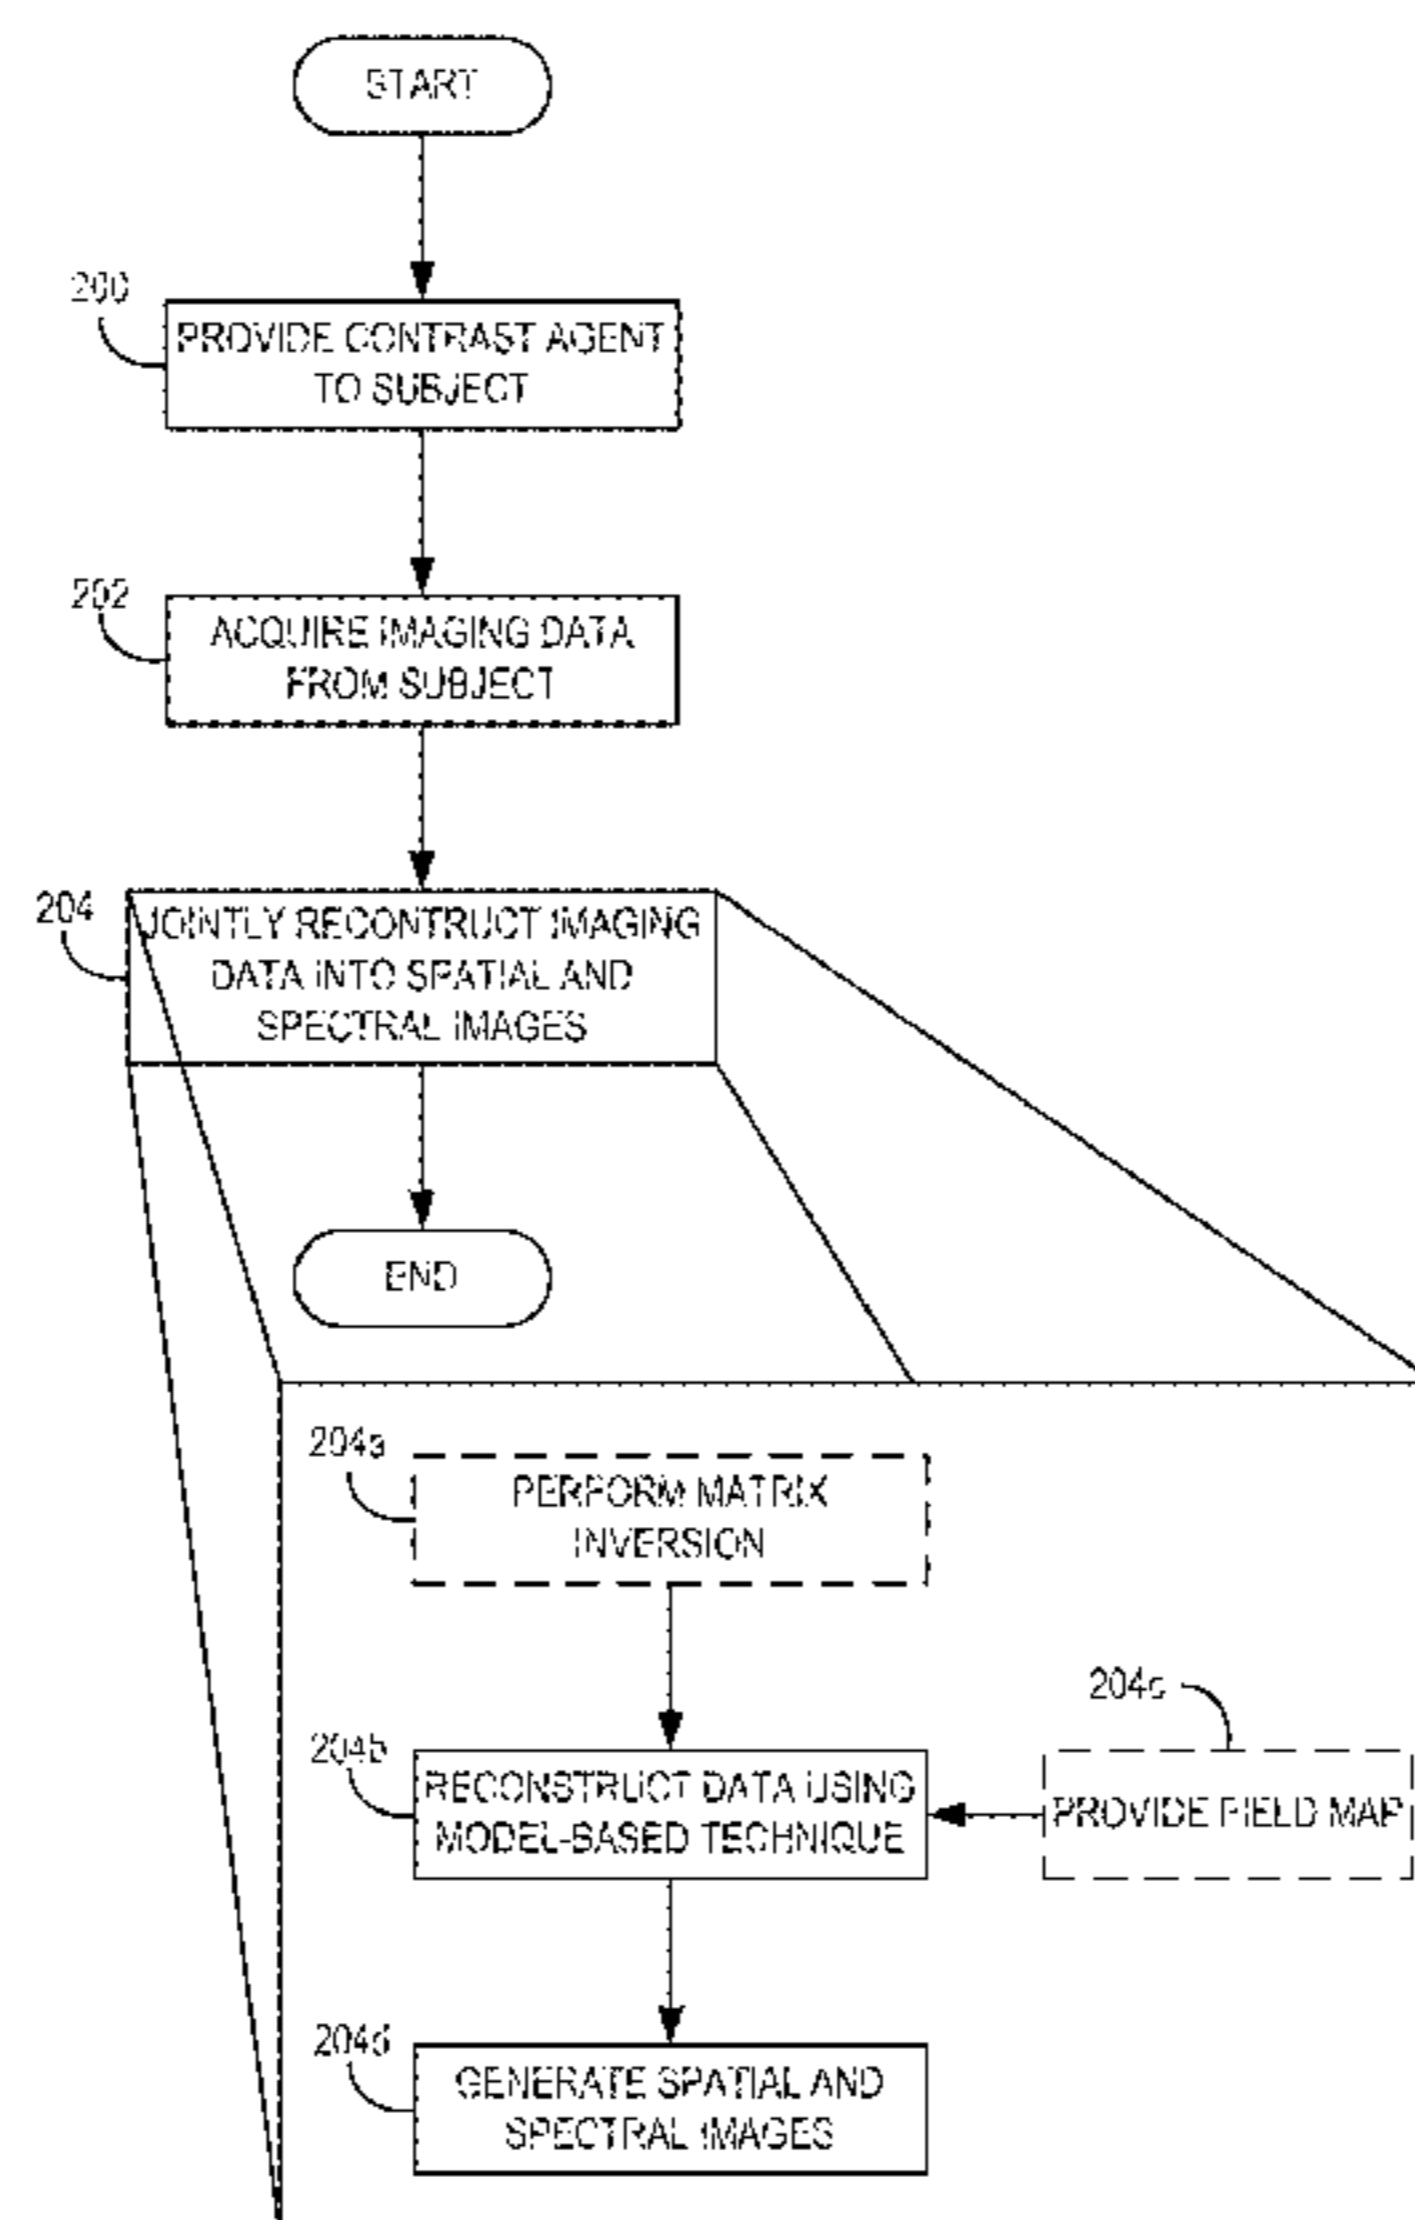 START
200
PROVIDE CONTRAST AGENT
TO SUBJECT
202
ACQUIRE IMAGING DATA
FROM SUBJECT
204
JOINTLY RECONTRUCT IMAGING
DATA INTO SPATIAL AND
SPECTRAL IMAGES
END
204a
PERFORM MATRIX
INVERSION
204b
RECONSTRUCT DATA USING
MODEL-BASED TECHNIQUE
204c
PROVIDE FIELD MAP
204d
GENERATE SPATIAL AND
SPECTRAL IMAGES